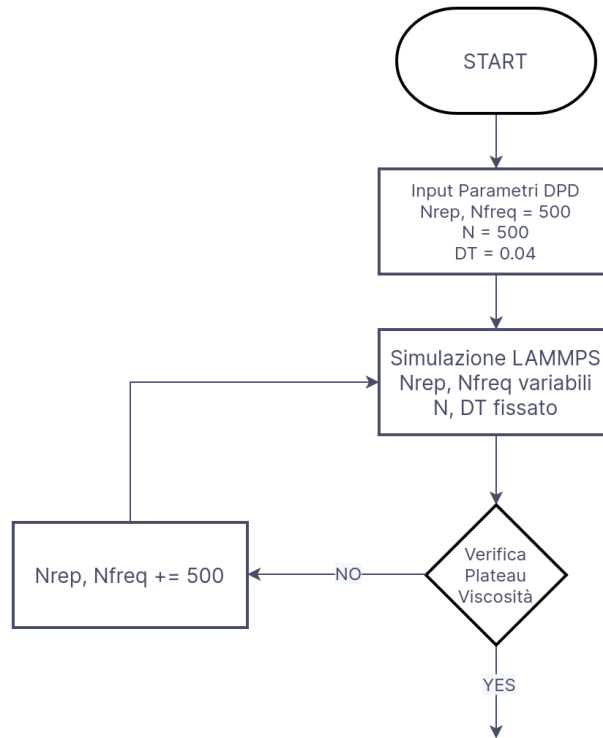 START
Input Parametri DPD
Nrep, Nfreq = 500
N = 500
DT = 0.04
Simulazione LAMMPS
Nrep, Nfreq variabili
N, DT fissato
Verifica
Plateau
Viscosità
NO
Nrep, Nfreq += 500
YES